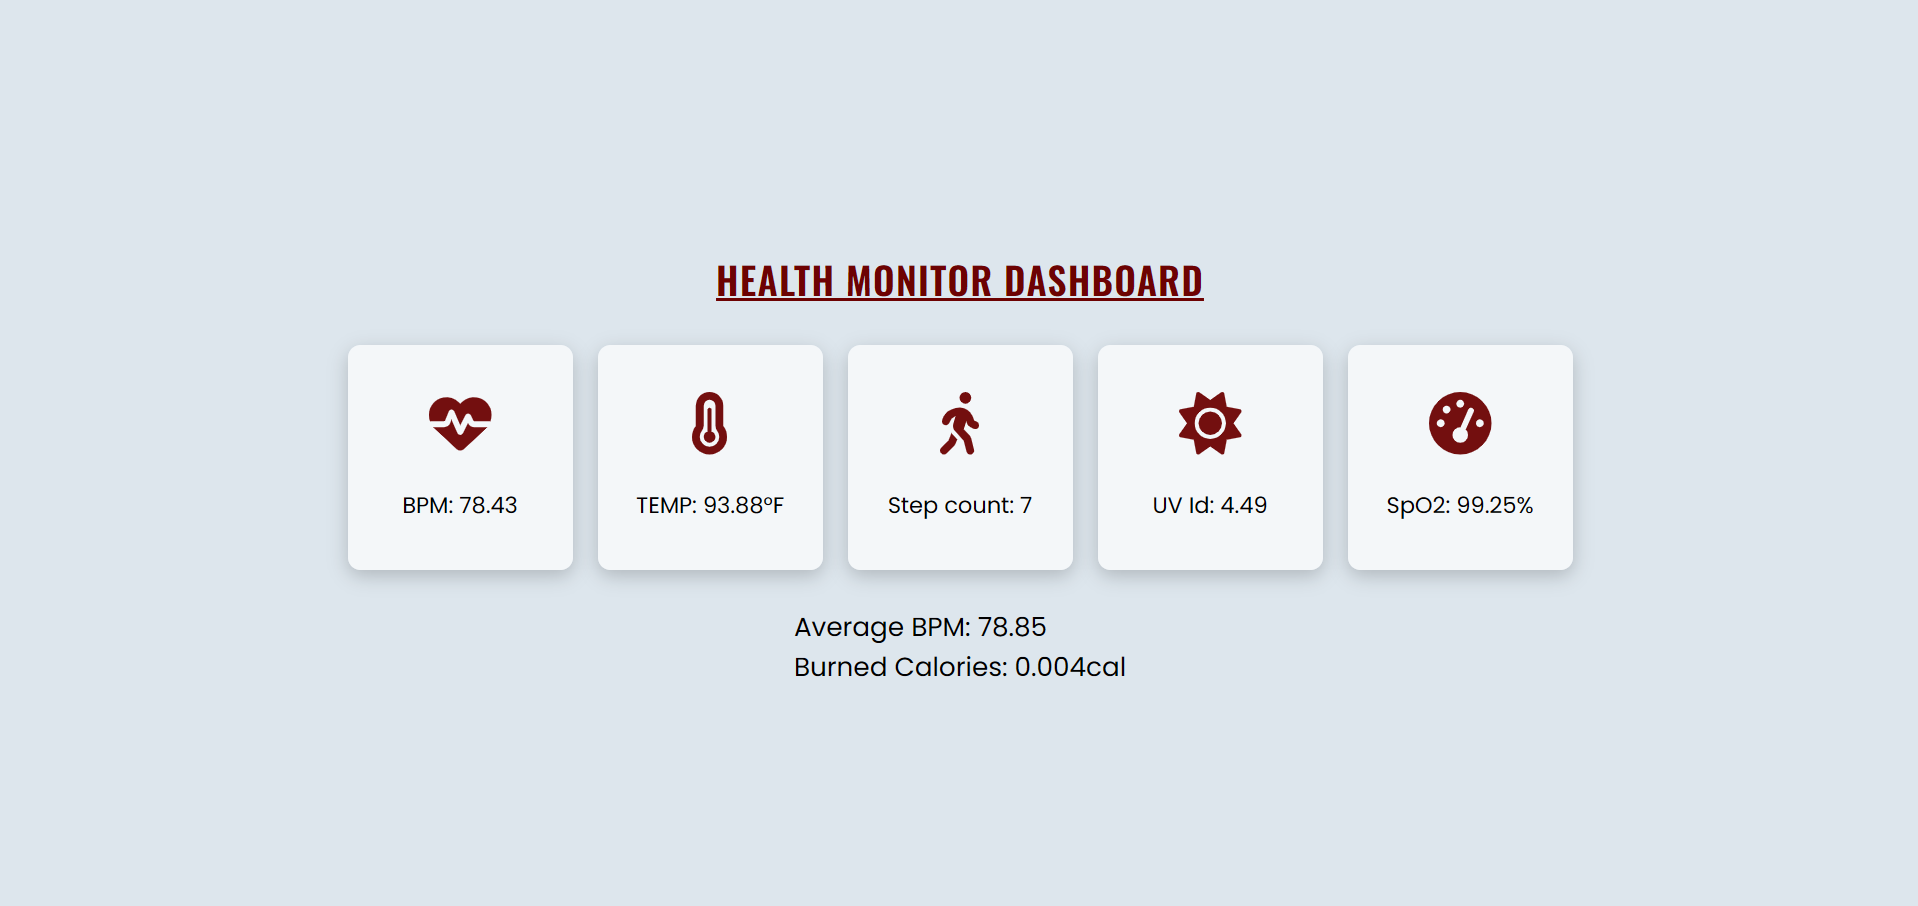 HEALTH MONITOR DASHBOARD
BPM: 78.43
TEMP: 93.88°F
Step count: 7
UV Id: 4.49
SpO2: 99.25%
Average BPM: 78.85
Burned Calories: 0.004cal